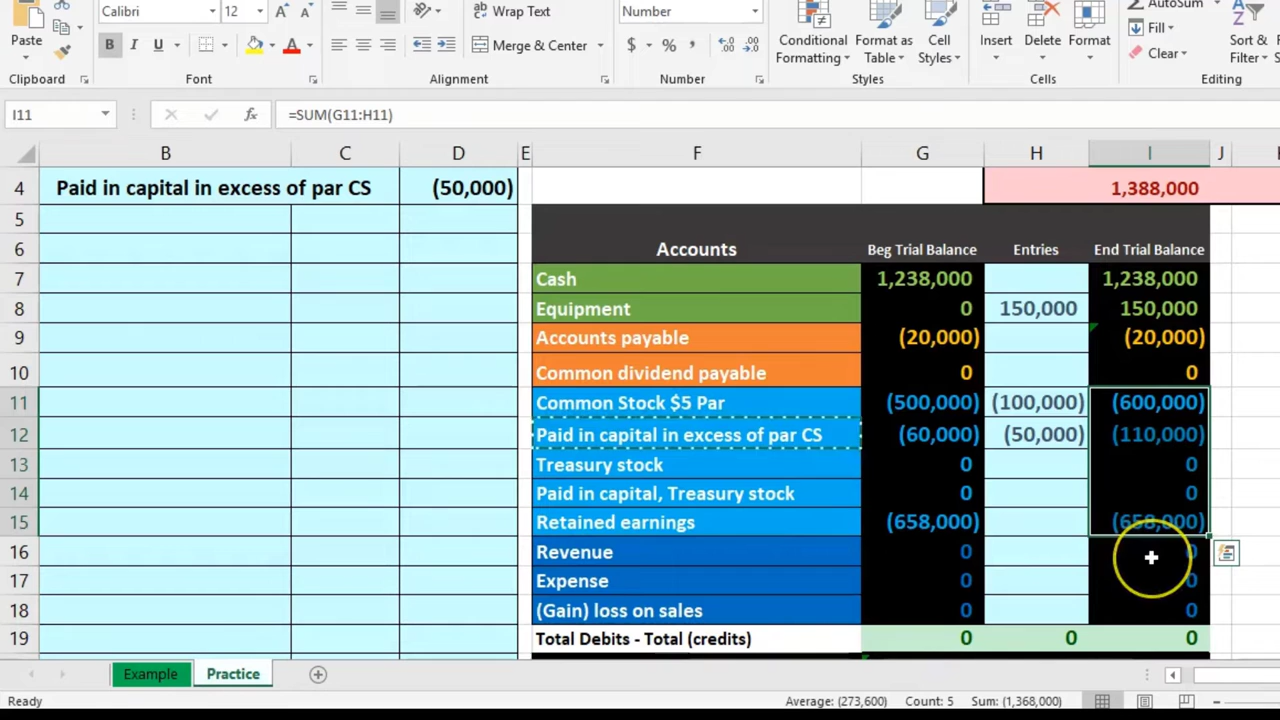 Calibri 12 Wrap Text Number AutoSum
Paste B I U A Merge & Center $ % , Conditional Formatting Format as Table Cell Styles Insert Delete Format Fill Clear Sort & Filter
Clipboard Font Alignment Number Styles Cells Editing
I11 fx =SUM(G11:H11)
B C D E F G H I J
4 Paid in capital in excess of par CS (50,000) 1,388,000
5
6 Accounts Beg Trial Balance Entries End Trial Balance
7 Cash 1,238,000 1,238,000
8 Equipment 0 150,000 150,000
9 Accounts payable (20,000) (20,000)
10 Common dividend payable 0 0
11 Common Stock $5 Par (500,000) (100,000) (600,000)
12 Paid in capital in excess of par CS (60,000) (50,000) (110,000)
13 Treasury stock 0 0
14 Paid in capital, Treasury stock 0 0
15 Retained earnings (658,000) (658,000)
16 Revenue 0 0
17 Expense 0 0
18 (Gain) loss on sales 0 0
19 Total Debits - Total (credits) 0 0 0
Example Practice
Ready Average: (273,600) Count: 5 Sum: (1,368,000)